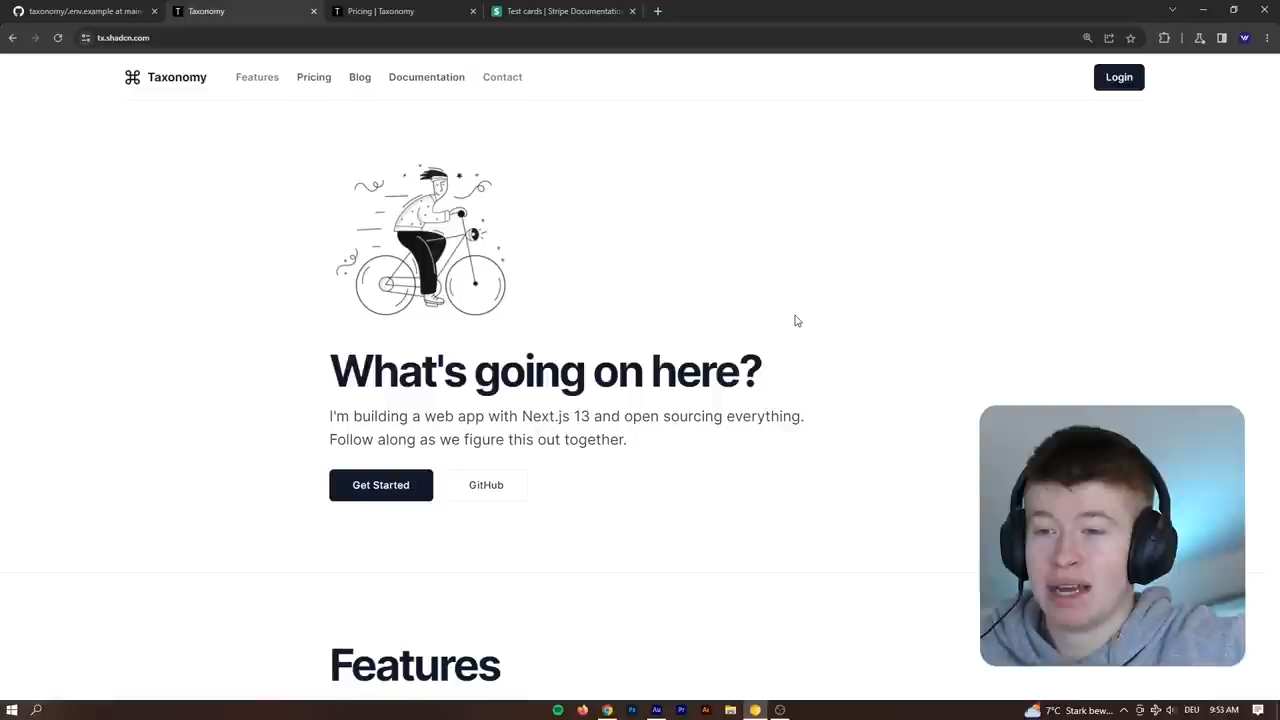 taxonomy/.env.example at main
Taxonomy
Pricing | Taxonomy
Test cards | Stripe Documentation
tx.shadcn.com
Taxonomy
Features
Pricing
Blog
Documentation
Contact
Login
What's going on here?
I'm building a web app with Next.js 13 and open sourcing everything.
Follow along as we figure this out together.
Get Started
GitHub
Features
7°C Stark bew...
DEU
9:53 AM